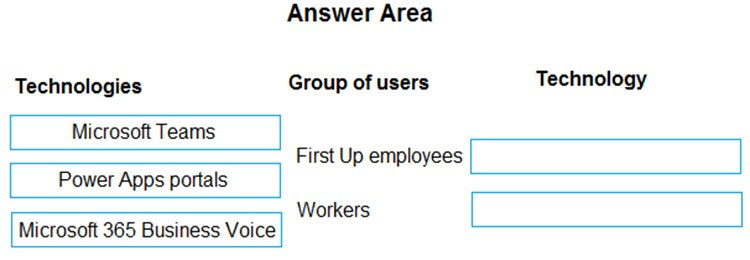 Answer Area
Technologies
Group of users
Technology
Microsoft Teams
Power Apps portals
Microsoft 365 Business Voice
First Up employees
Workers